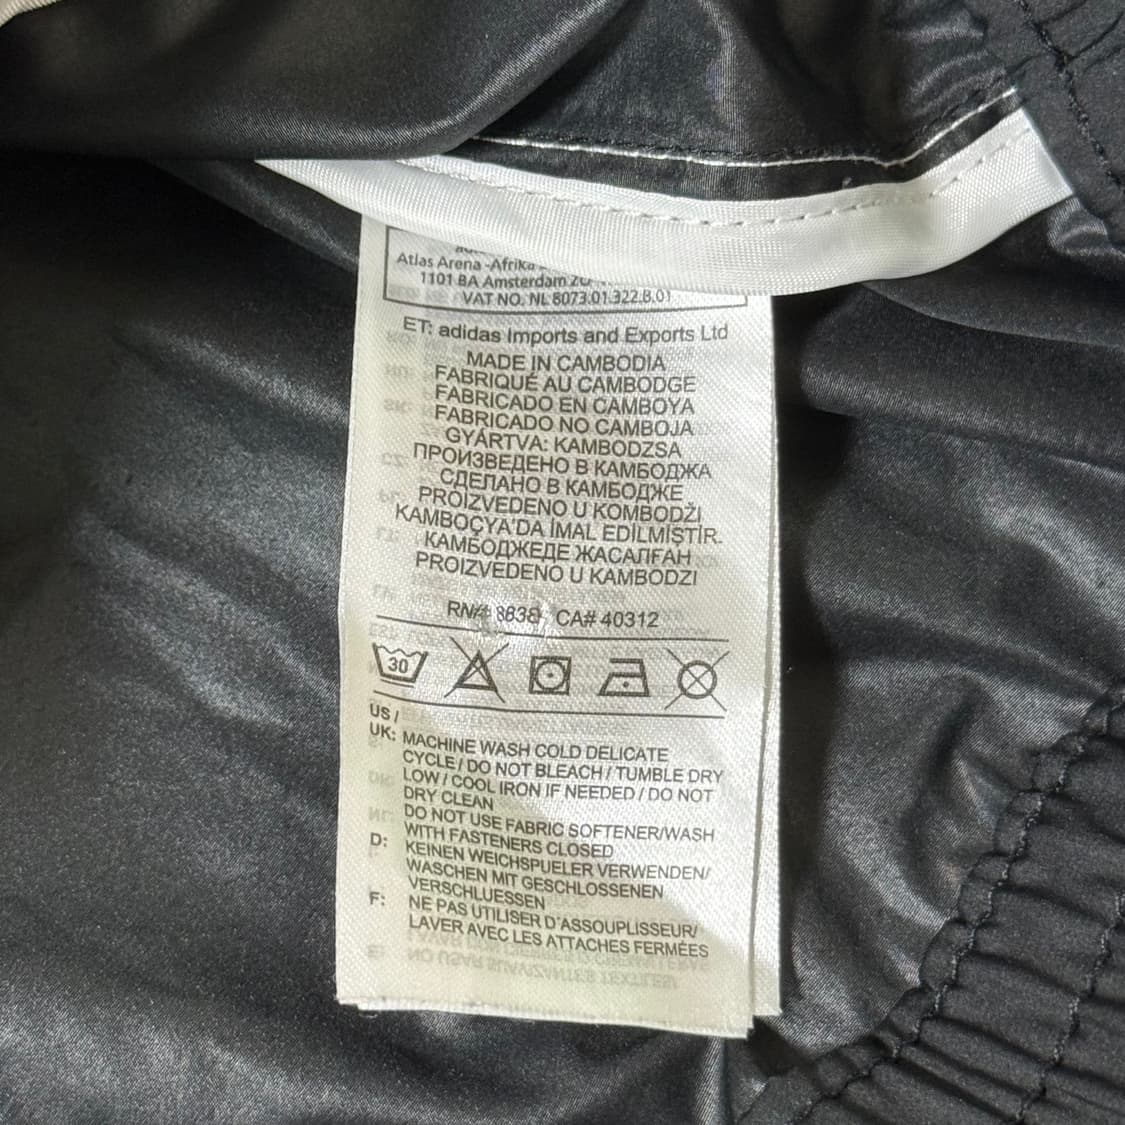 Atlas Arena -Afrika
1101 BA Amsterdam ZO
VAT NO. NL 8073.01.322.B.01
ET: adidas Imports and Exports Ltd
MADE IN CAMBODIA
FABRIQUÉ AU CAMBODGE
FABRICADO EN CAMBOYA
FABRICADO NO CAMBOJA
GYÁRTVA: KAMBODZSA
ПРОИЗВЕДЕНО В КАМБОДЖА
СДЕЛАНО В КАМБОДЖЕ
PROIZVEDENO U KOMBODŽI
KAMBOÇYA'DA İMAL EDİLMİŞTİR.
КАМБОДЖЕДЕ ЖАСАЛҒАН
PROIZVEDENO U KAMBODZI
RN# 88387 CA# 40312
30
US /
UK: MACHINE WASH COLD DELICATE
CYCLE / DO NOT BLEACH / TUMBLE DRY
LOW / COOL IRON IF NEEDED / DO NOT
DRY CLEAN
DO NOT USE FABRIC SOFTENER/WASH
WITH FASTENERS CLOSED
D: KEINEN WEICHSPUELER VERWENDEN/
WASCHEN MIT GESCHLOSSENEN
VERSCHLUESSEN
F: NE PAS UTILISER D'ASSOUPLISSEUR/
LAVER AVEC LES ATTACHES FERMÉES